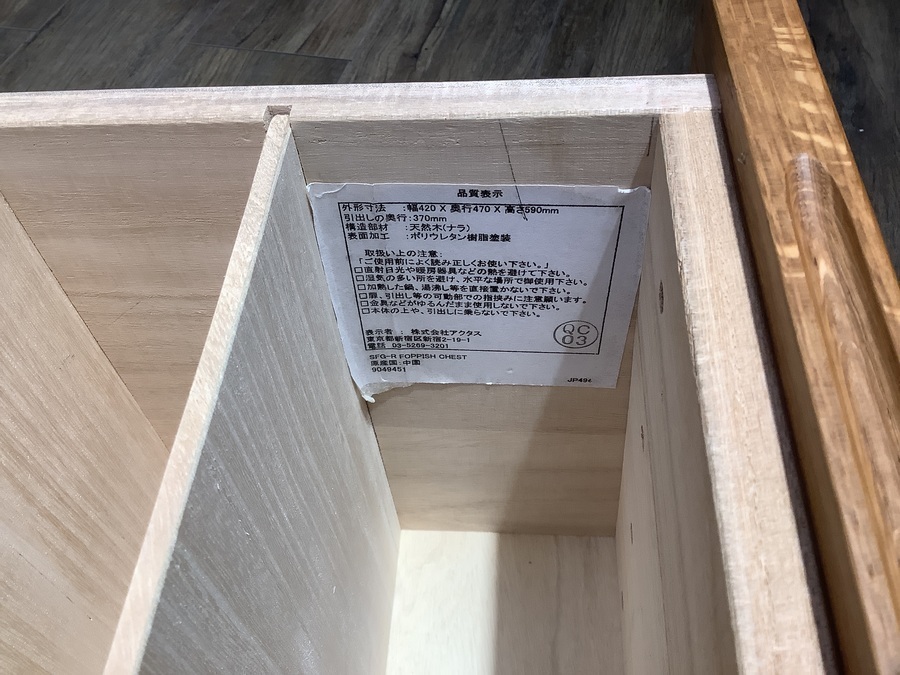 品質表示
外形寸法　:幅420 X 奥行470 X 高さ590mm
引出しの奥行:370mm
構造部材　:天然木(ナラ)
表面加工　:ポリウレタン樹脂塗装
取扱い上の注意:
「ご使用前によく読み正しくお使い下さい。」
□直射日光や暖房器具などの熱を避けて下さい。
□湿気の多い所を避け、水平な場所で御使用下さい。
□加熱した鍋、湯沸し等を直接置かないで下さい。
□扉、引出し等の可動部での指挟みに注意願います。
□金具などがゆるんだまま使用しないで下さい。
□本体の上や、引出しに乗らないで下さい。
表示者 : 株式会社アクタス
東京都新宿区新宿2-19-1
電話　03-5269-3201
QC
03
SFG-R FOPPISH CHEST
原産国:中国
9049451